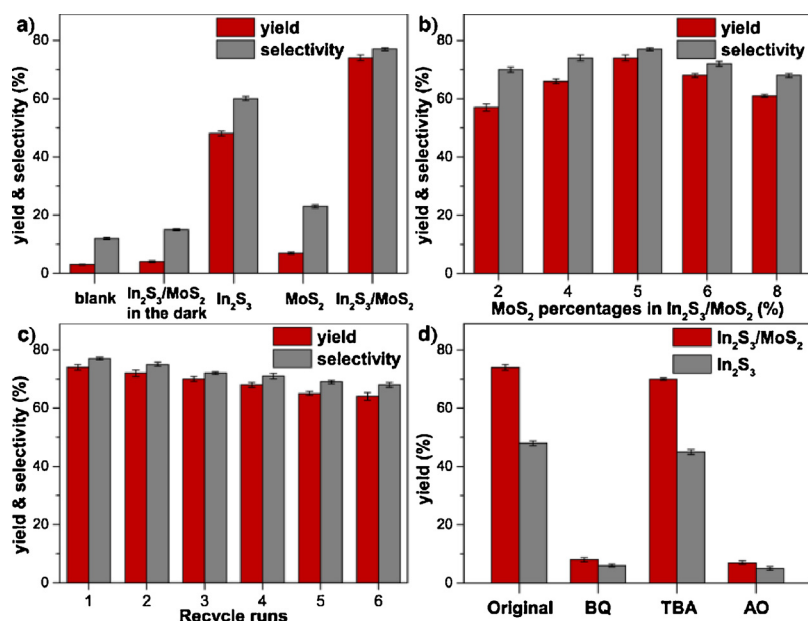 a)
yield
selectivity
yield & selectivity (%)
80
60
40
20
0
blank
In₂S₃/MoS₂
in the dark
In₂S₃
MoS₂
In₂S₃/MoS₂
b)
yield
selectivity
yield & selectivity (%)
80
60
40
20
0
2 4 5 6 8
MoS₂ percentages in In₂S₃/MoS₂ (%)
c)
yield
selectivity
yield & selectivity (%)
80
60
40
20
0
1 2 3 4 5 6
Recycle runs
d)
In₂S₃/MoS₂
In₂S₃
yield (%)
80
60
40
20
0
Original BQ TBA AO